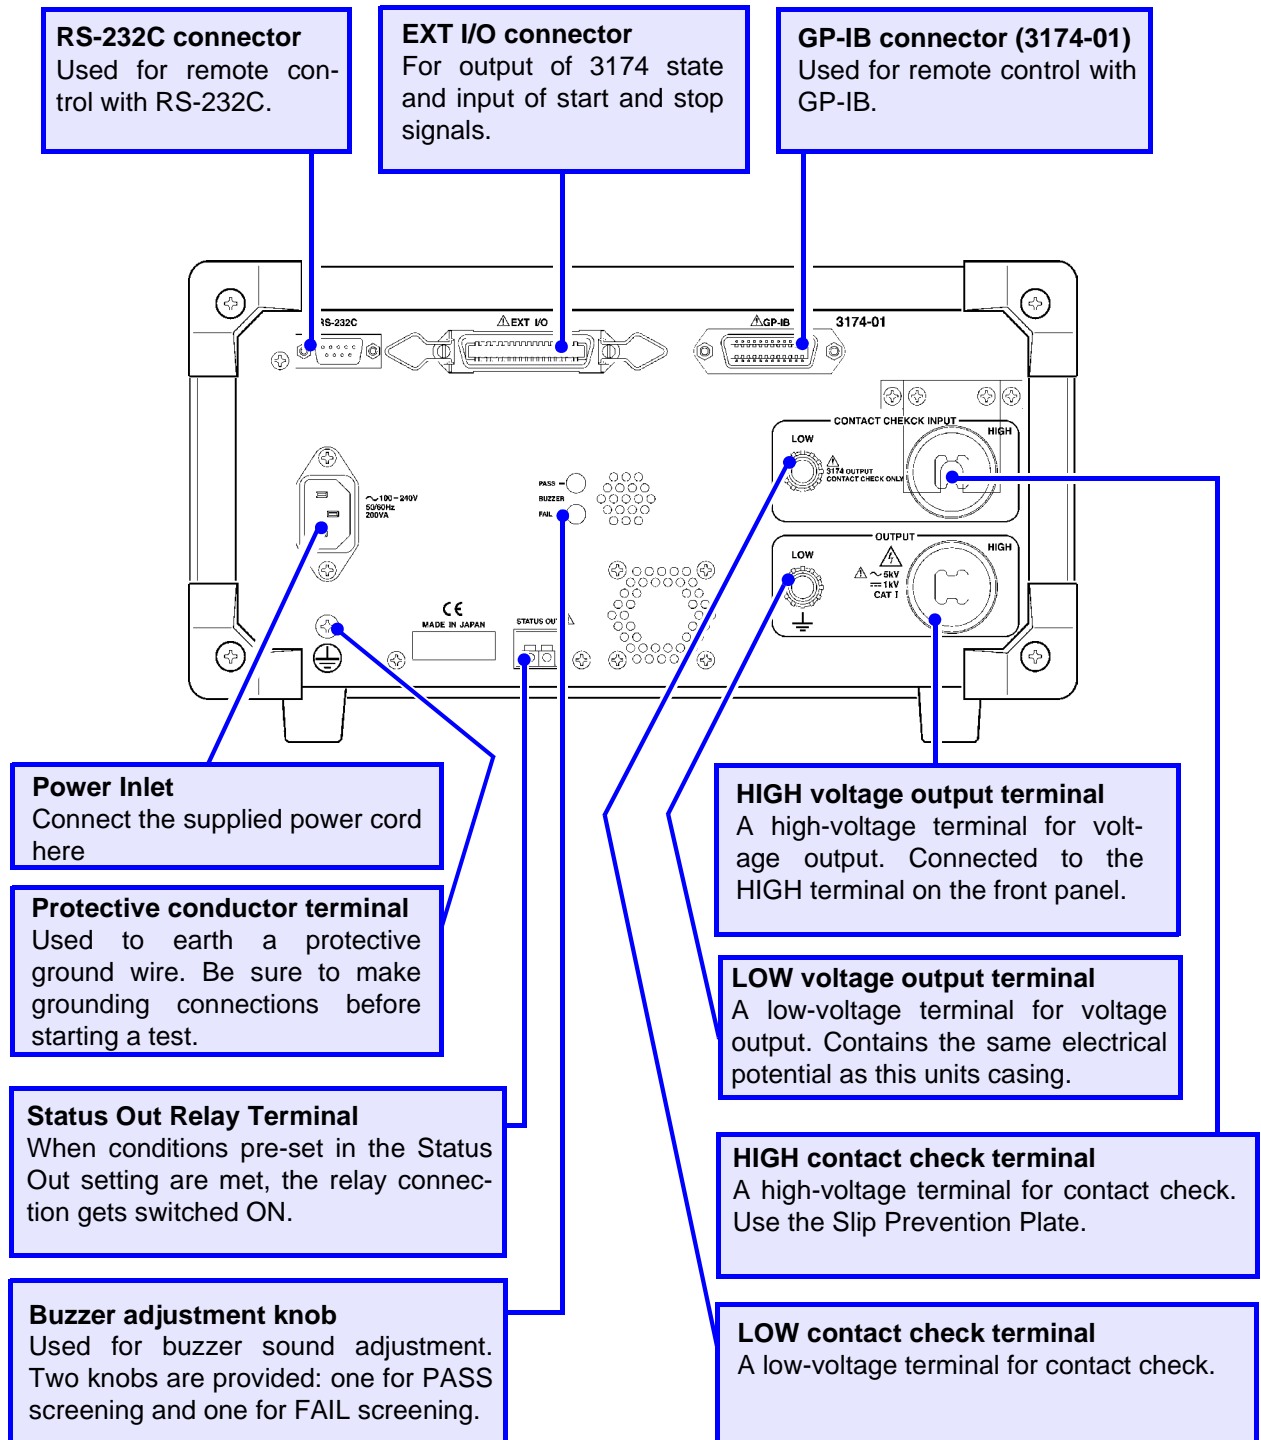 RS-232C connector
Used for remote con-
trol with RS-232C.
EXT I/O connector
For output of 3174 state
and input of start and stop
signals.
GP-IB connector (3174-01)
Used for remote control with
GP-IB.
RS-232C
EXT I/O
GP-IB
3174-01
CONTACT CHEKCK INPUT
LOW
HIGH
3174 OUTPUT
CONTACT CHECK ONLY
PASS
BUZZER
FAIL
~100-240V
50/60Hz
200VA
OUTPUT
LOW
HIGH
~5kV
1kV
CAT I
CE
MADE IN JAPAN
STATUS OUT
Power Inlet
Connect the supplied power cord
here
Protective conductor terminal
Used to earth a protective
ground wire. Be sure to make
grounding connections before
starting a test.
Status Out Relay Terminal
When conditions pre-set in the Status
Out setting are met, the relay connec-
tion gets switched ON.
Buzzer adjustment knob
Used for buzzer sound adjustment.
Two knobs are provided: one for PASS
screening and one for FAIL screening.
HIGH voltage output terminal
A high-voltage terminal for volt-
age output. Connected to the
HIGH terminal on the front panel.
LOW voltage output terminal
A low-voltage terminal for voltage
output. Contains the same electrical
potential as this units casing.
HIGH contact check terminal
A high-voltage terminal for contact check.
Use the Slip Prevention Plate.
LOW contact check terminal
A low-voltage terminal for contact check.